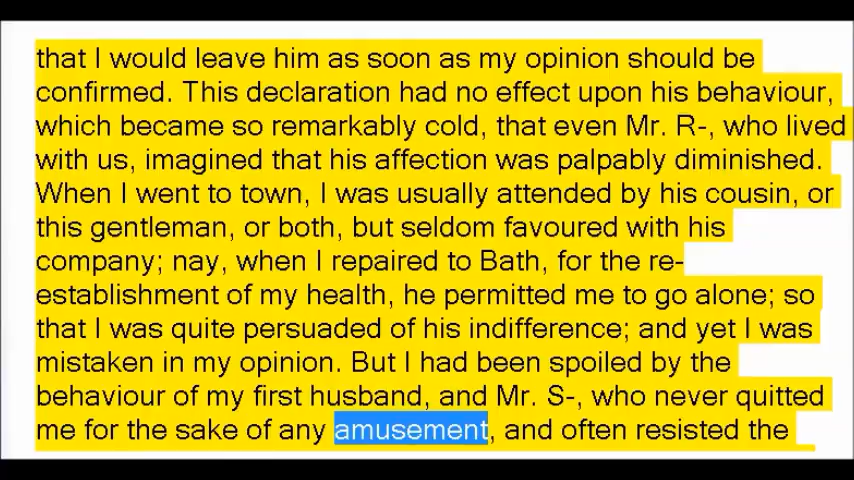 that I would leave him as soon as my opinion should be
confirmed. This declaration had no effect upon his behaviour,
which became so remarkably cold, that even Mr. R-, who lived
with us, imagined that his affection was palpably diminished.
When I went to town, I was usually attended by his cousin, or
this gentleman, or both, but seldom favoured with his
company; nay, when I repaired to Bath, for the re-
establishment of my health, he permitted me to go alone; so
that I was quite persuaded of his indifference; and yet I was
mistaken in my opinion. But I had been spoiled by the
behaviour of my first husband, and Mr. S-, who never quitted
me for the sake of any amusement, and often resisted the